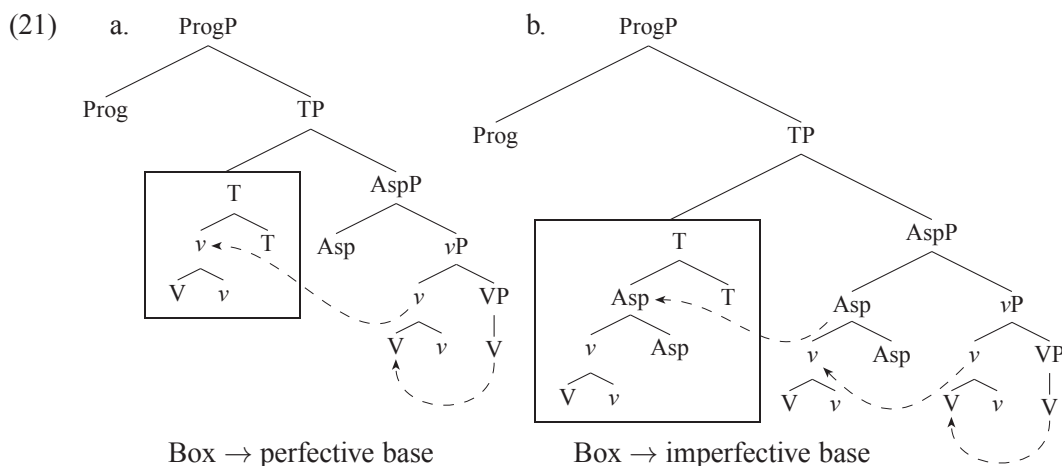 (21) a. ProgP b. ProgP
Prog TP Prog TP
T AspP T AspP
v T Asp vP Asp T Asp vP
V v v VP v Asp v Asp v VP
V v V V v V v V v V
Box → perfective base Box → imperfective base